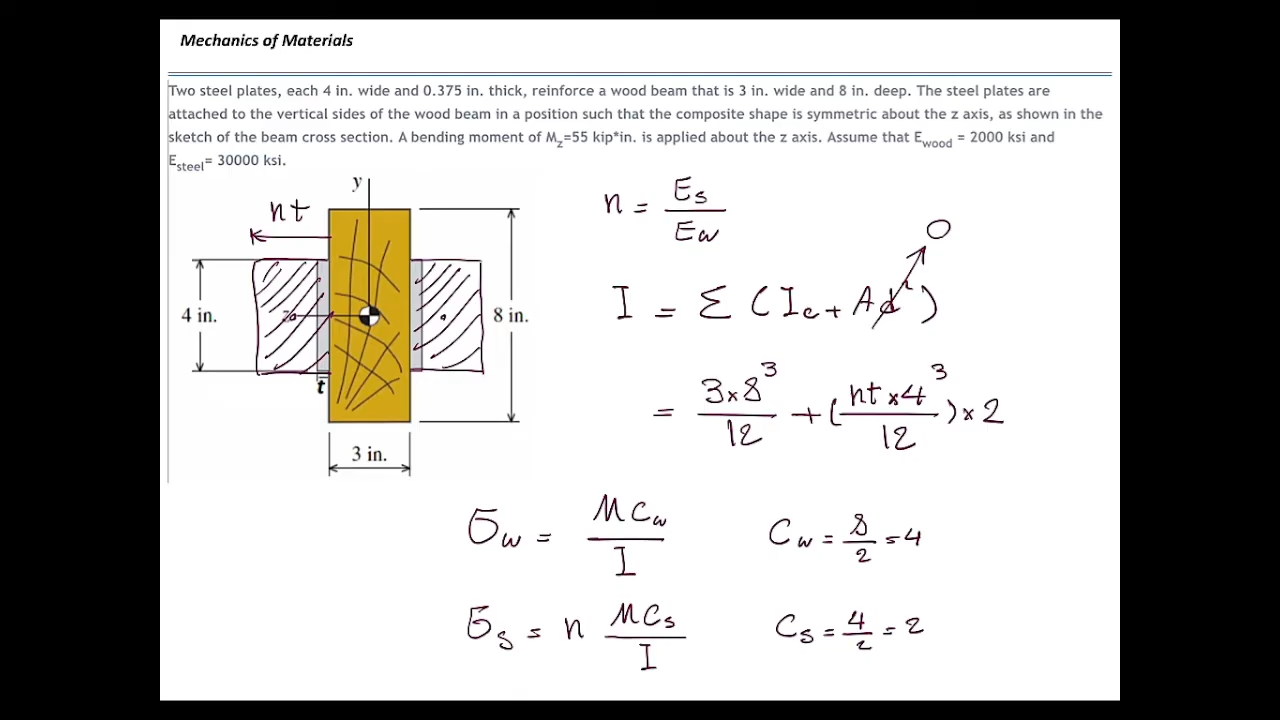 Mechanics of Materials
Two steel plates, each 4 in. wide and 0.375 in. thick, reinforce a wood beam that is 3 in. wide and 8 in. deep. The steel plates are
attached to the vertical sides of the wood beam in a position such that the composite shape is symmetric about the z axis, as shown in the
sketch of the beam cross section. A bending moment of Mz=55 kip*in. is applied about the z axis. Assume that Ewood = 2000 ksi and
Esteel= 30000 ksi.
y
nt
4 in.
z
8 in.
t
3 in.
n = Es / Ew
0
I = Σ (Ic + Ad²)
= 3×8³/12 + (nt×4³/12)×2
σw = MCw / I
Cw = 8/2 = 4
σs = n MCs / I
Cs = 4/2 = 2